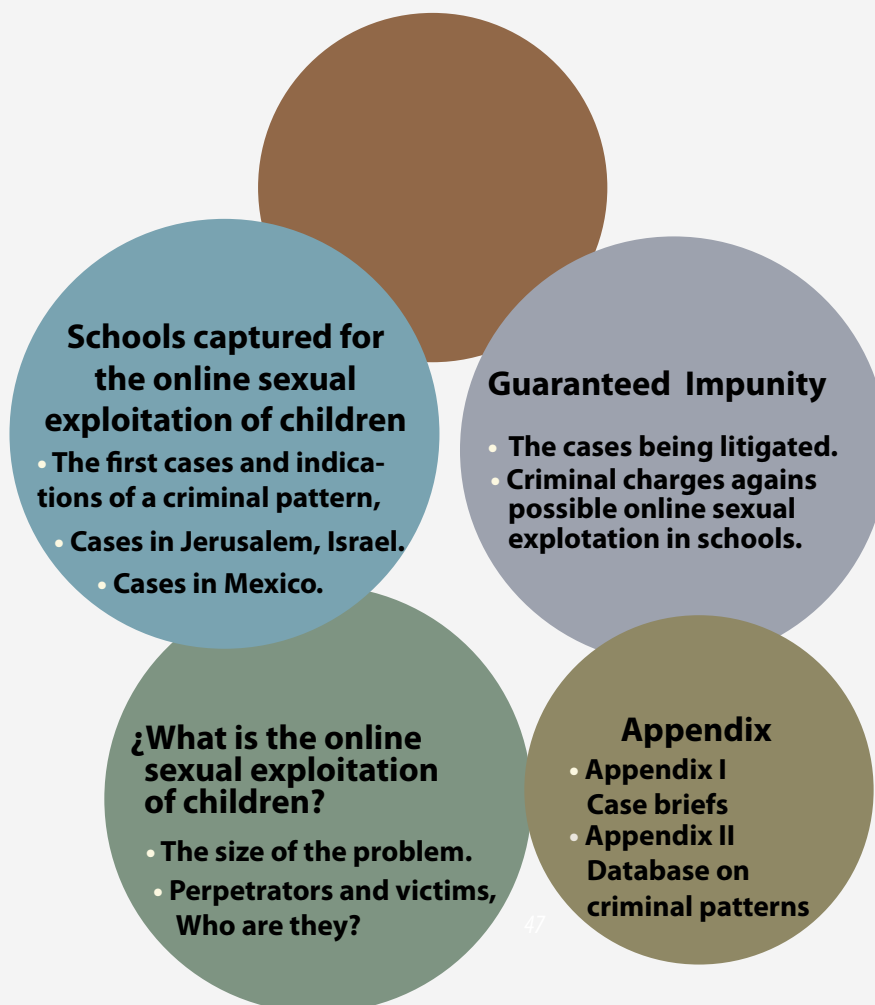 Schools captured for
the online sexual
exploitation of children
• The first cases and indica-
tions of a criminal pattern,
• Cases in Jerusalem, Israel.
• Cases in Mexico.
Guaranteed Impunity
• The cases being litigated.
• Criminal charges agains
possible online sexual
explotation in schools.
¿What is the online
sexual exploitation
of children?
• The size of the problem.
• Perpetrators and victims,
Who are they?
Appendix
• Appendix I
Case briefs
• Appendix II
Database on
criminal patterns
47